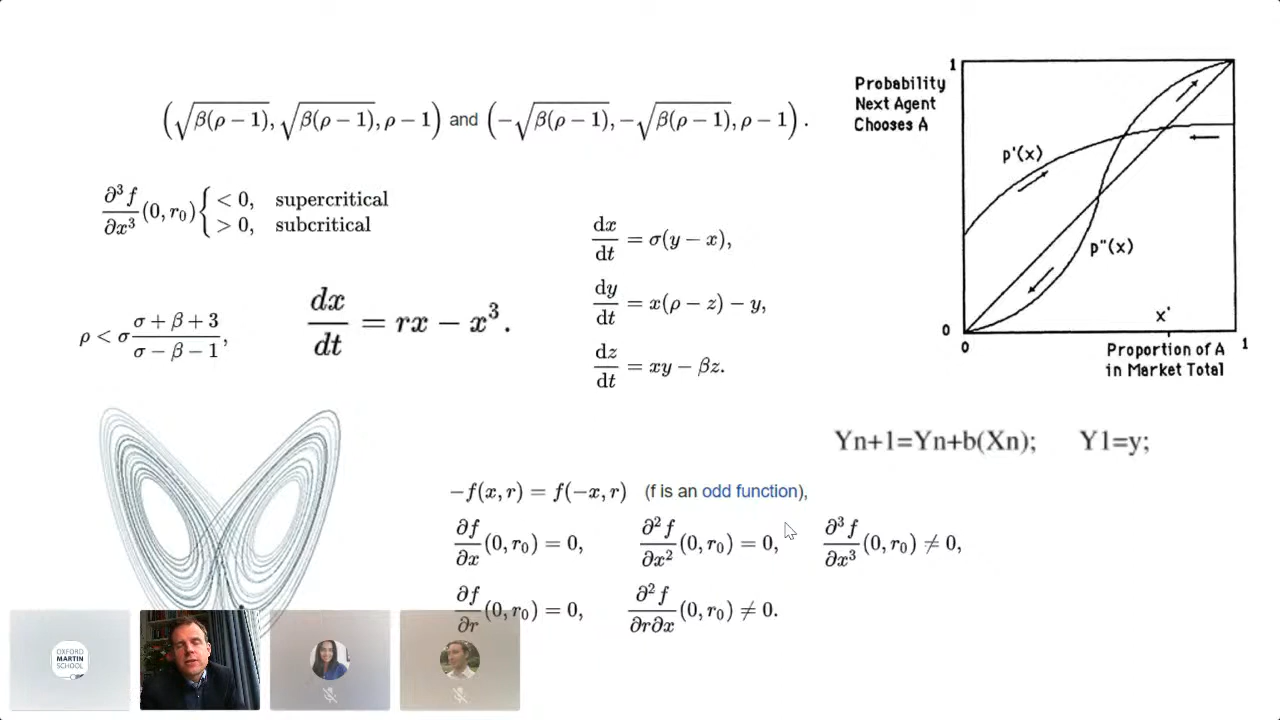 (√β(ρ − 1), √β(ρ − 1), ρ − 1) and (−√β(ρ − 1), −√β(ρ − 1), ρ − 1).
∂³f/∂x³ (0, r₀) { < 0, supercritical
> 0, subcritical
ρ < σ (σ + β + 3)/(σ − β − 1),
dx/dt = rx − x³.
dx/dt = σ(y − x),
dy/dt = x(ρ − z) − y,
dz/dt = xy − βz.
Probability
Next Agent
Chooses A
1
p'(x)
p"(x)
0
x'
0
Proportion of A
in Market Total
1
Yn+1=Yn+b(Xn); Y1=y;
−f(x, r) = f(−x, r) (f is an odd function),
∂f/∂x (0, r₀) = 0, ∂²f/∂x² (0, r₀) = 0, ∂³f/∂x³ (0, r₀) ≠ 0,
∂f/∂r (0, r₀) = 0, ∂²f/∂r∂x (0, r₀) ≠ 0.
OXFORD
MARTIN
SCHOOL